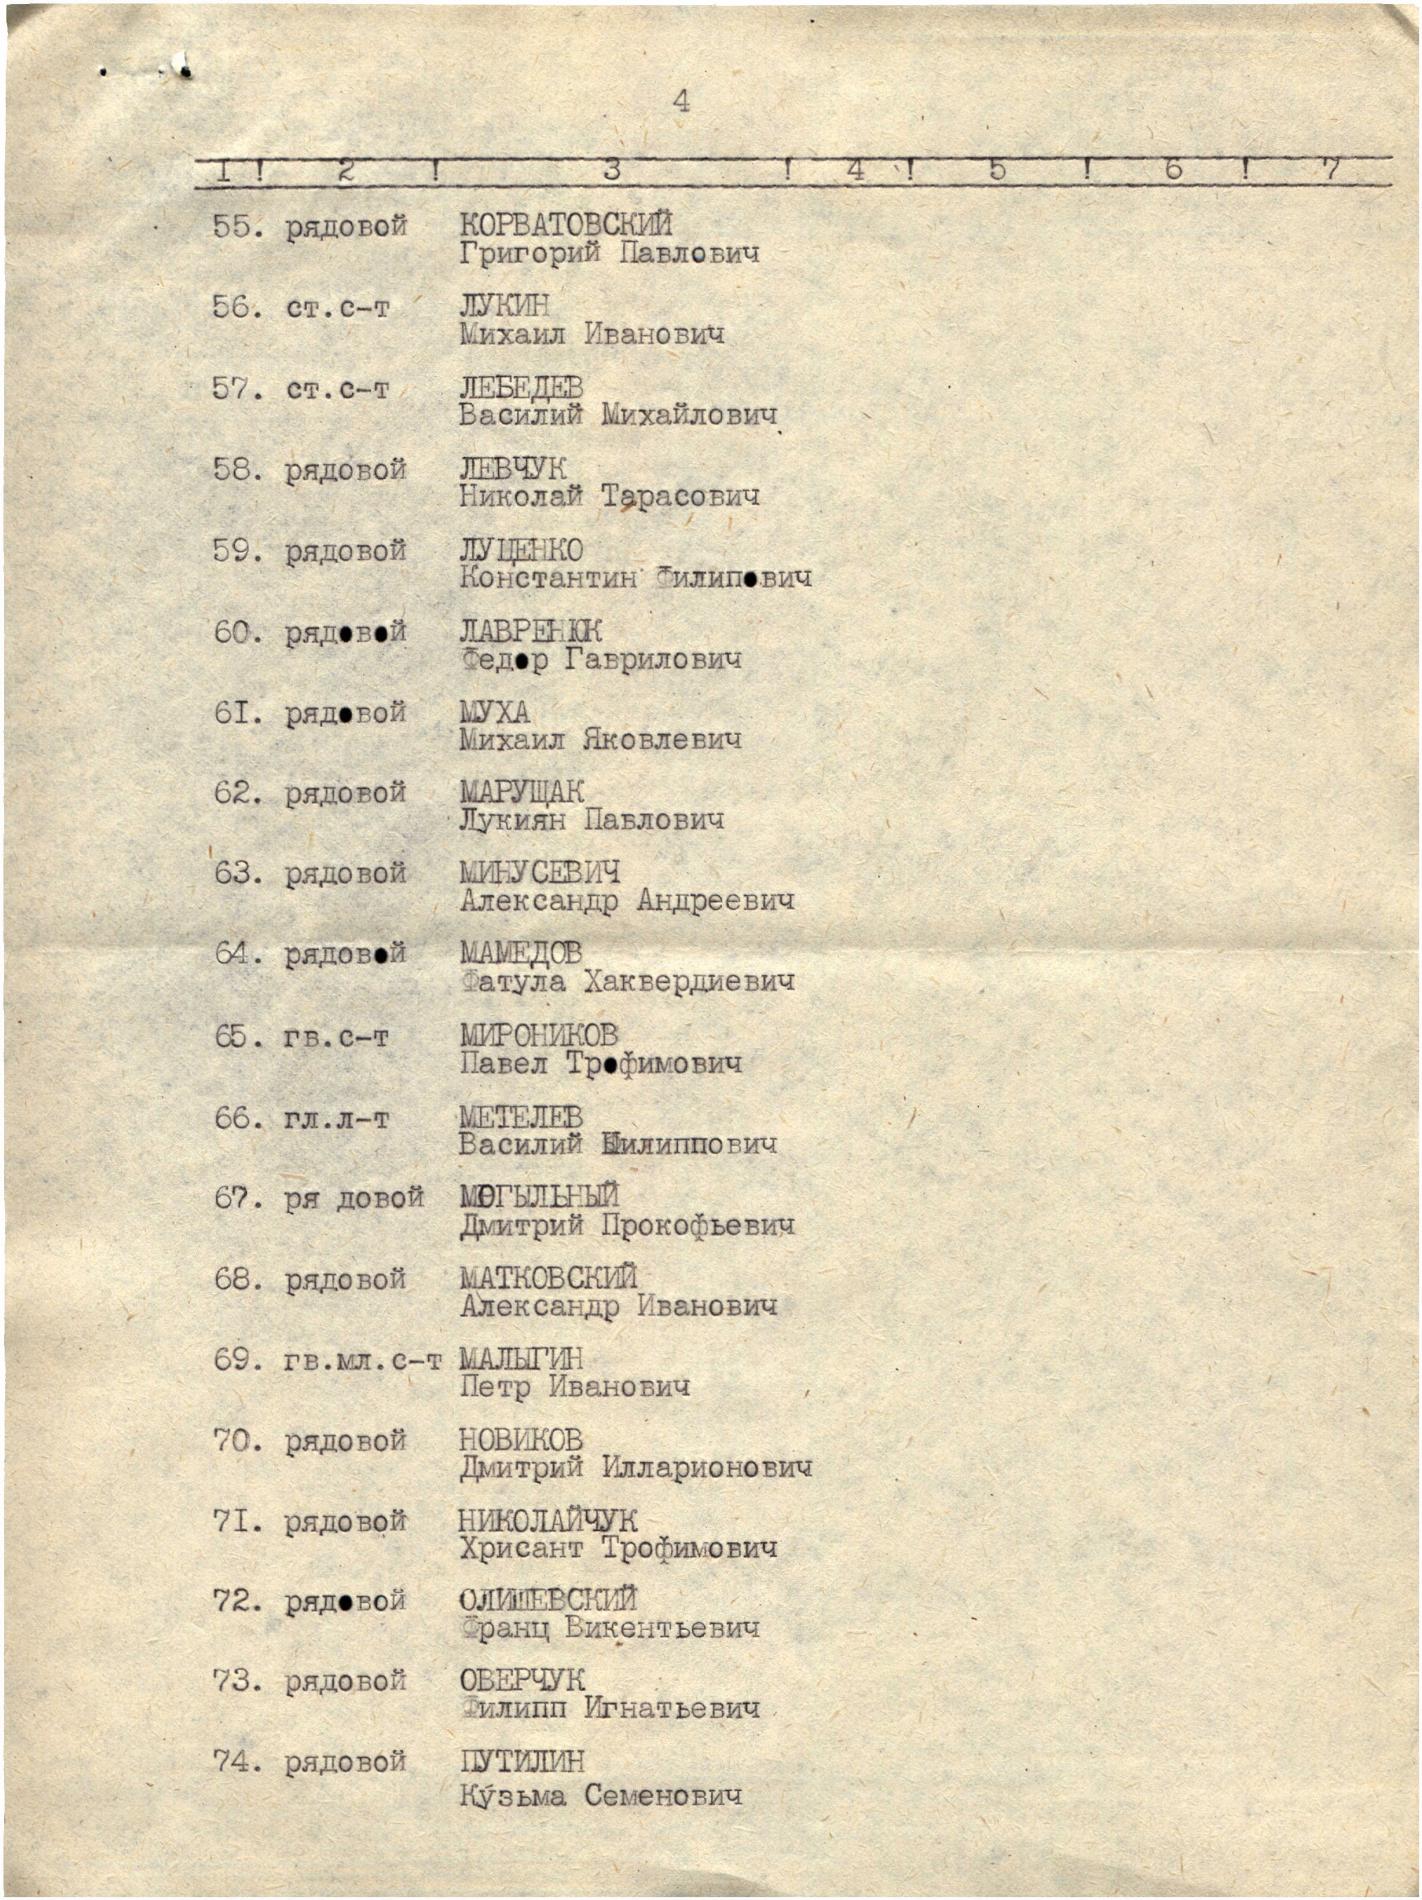 4
I ! 2 ! 3 ! 4 ! 5 ! 6 ! 7
55. рядовой КОРВАТОВСКИЙ
Григорий Павлович
56. ст.с-т ЛУКИН
Михаил Иванович
57. ст.с-т ЛЕБЕДЕВ
Василий Михайлович
58. рядовой ЛЕВЧУК
Николай Тарасович
59. рядовой ЛУЦЕНКО
Константин Филипович
60. рядовой ЛАВРЕНЮК
Федор Гаврилович
6I. рядовой МУХА
Михаил Яковлевич
62. рядовой МАРУЩАК
Лукиян Павлович
63. рядовой МИНУСЕВИЧ
Александр Андреевич
64. рядовой МАМЕДОВ
Фатула Хаквердиевич
65. гв.с-т МИРОНИКОВ
Павел Трофимович
66. гл.л-т МЕТЕЛЕВ
Василий Филиппович
67. ря довой МОГЫЛЬНЫЙ
Дмитрий Прокофьевич
68. рядовой МАТКОВСКИЙ
Александр Иванович
69. гв.мл.с-т МАЛЫГИН
Петр Иванович
70. рядовой НОВИКОВ
Дмитрий Илларионович
7I. рядовой НИКОЛАЙЧУК
Хрисант Трофимович
72. рядовой ОЛИШЕВСКИЙ
Франц Викентьевич
73. рядовой ОВЕРЧУК
Филипп Игнатьевич
74. рядовой ПУТИЛИН
Кузьма Семенович